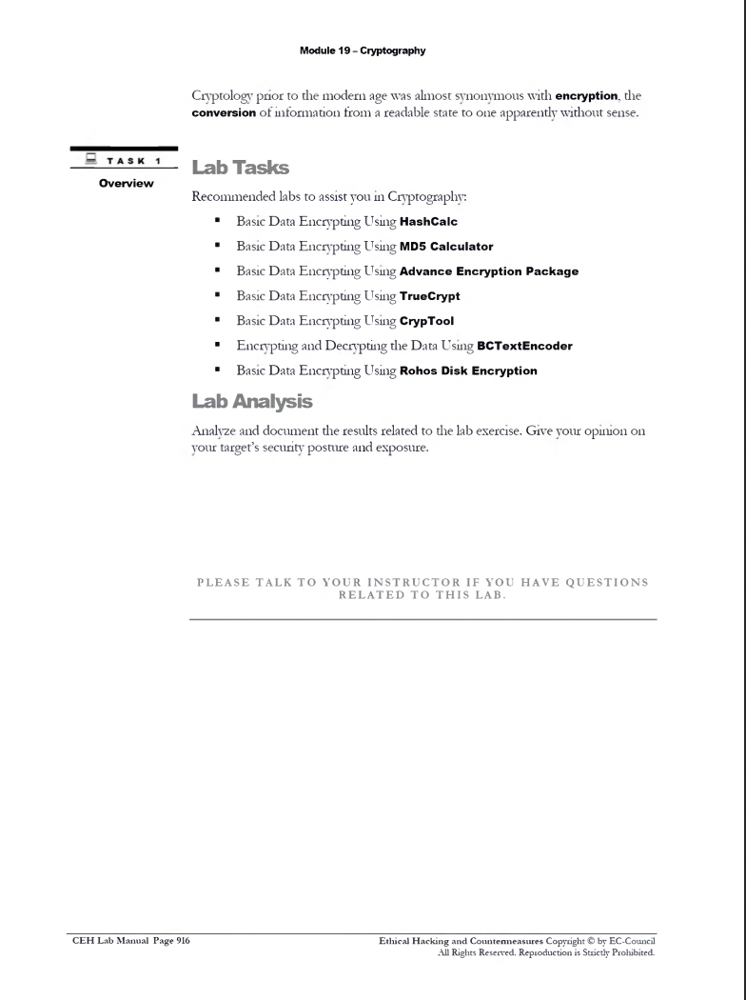 Module 19 – Cryptography
Cryptology prior to the modern age was almost synonymous with encryption, the
conversion of information from a readable state to one apparently without sense.
TASK 1
Overview
Lab Tasks
Recommended labs to assist you in Cryptography:
▪ Basic Data Encrypting Using HashCalc
▪ Basic Data Encrypting Using MD5 Calculator
▪ Basic Data Encrypting Using Advance Encryption Package
▪ Basic Data Encrypting Using TrueCrypt
▪ Basic Data Encrypting Using CrypTool
▪ Encrypting and Decrypting the Data Using BCTextEncoder
▪ Basic Data Encrypting Using Rohos Disk Encryption
Lab Analysis
Analyze and document the results related to the lab exercise. Give your opinion on
your target’s security posture and exposure.
PLEASE TALK TO YOUR INSTRUCTOR IF YOU HAVE QUESTIONS
RELATED TO THIS LAB.
CEH Lab Manual Page 916
Ethical Hacking and Countermeasures Copyright © by EC-Council
All Rights Reserved. Reproduction is Strictly Prohibited.